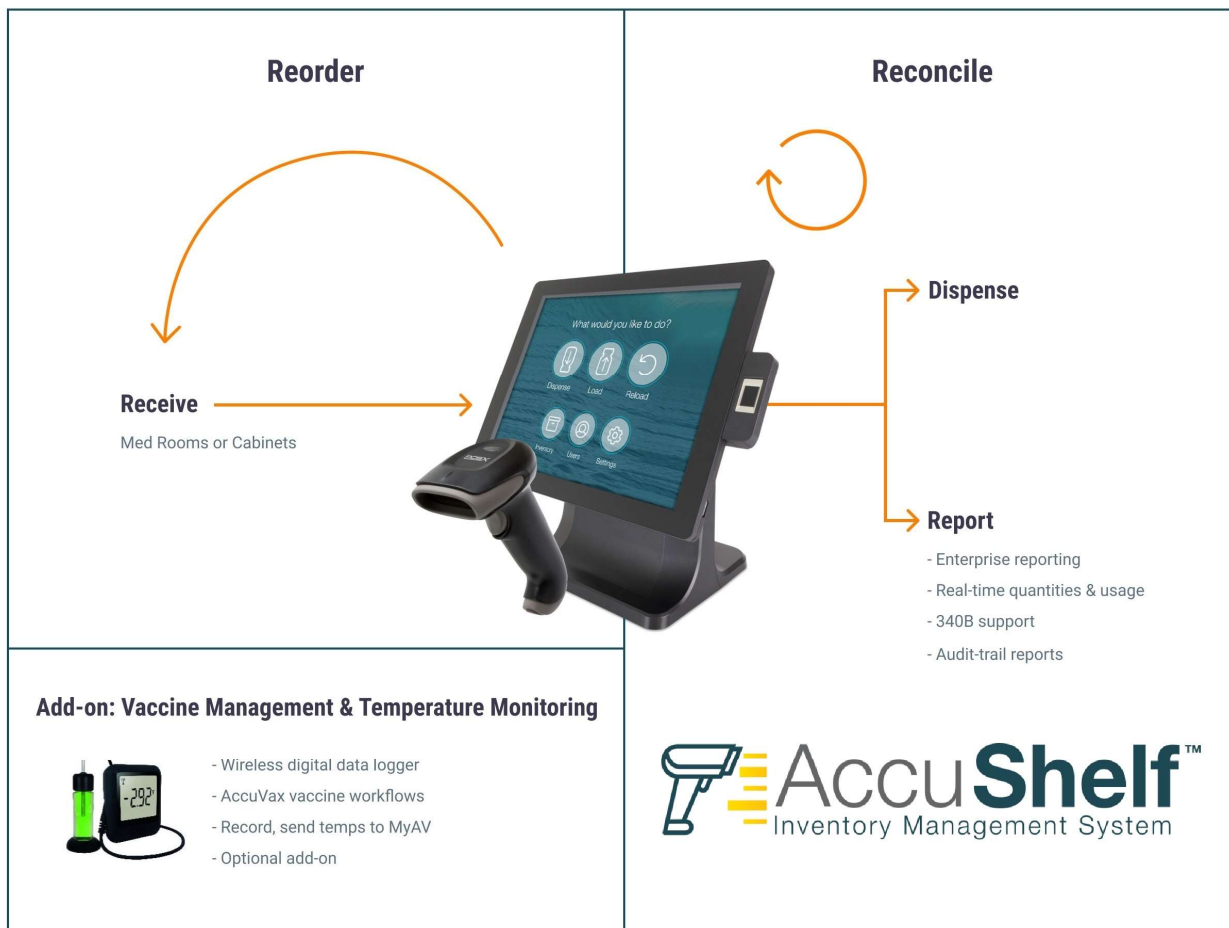 Reorder
Reconcile
Dispense
Receive
Med Rooms or Cabinets
What would you like to do?
Dispense
Load
Reload
Inventory
Users
Settings
Report
- Enterprise reporting
- Real-time quantities & usage
- 340B support
- Audit-trail reports
Add-on: Vaccine Management & Temperature Monitoring
-2.92
- Wireless digital data logger
- AccuVax vaccine workflows
- Record, send temps to MyAV
- Optional add-on
AccuShelf™
Inventory Management System